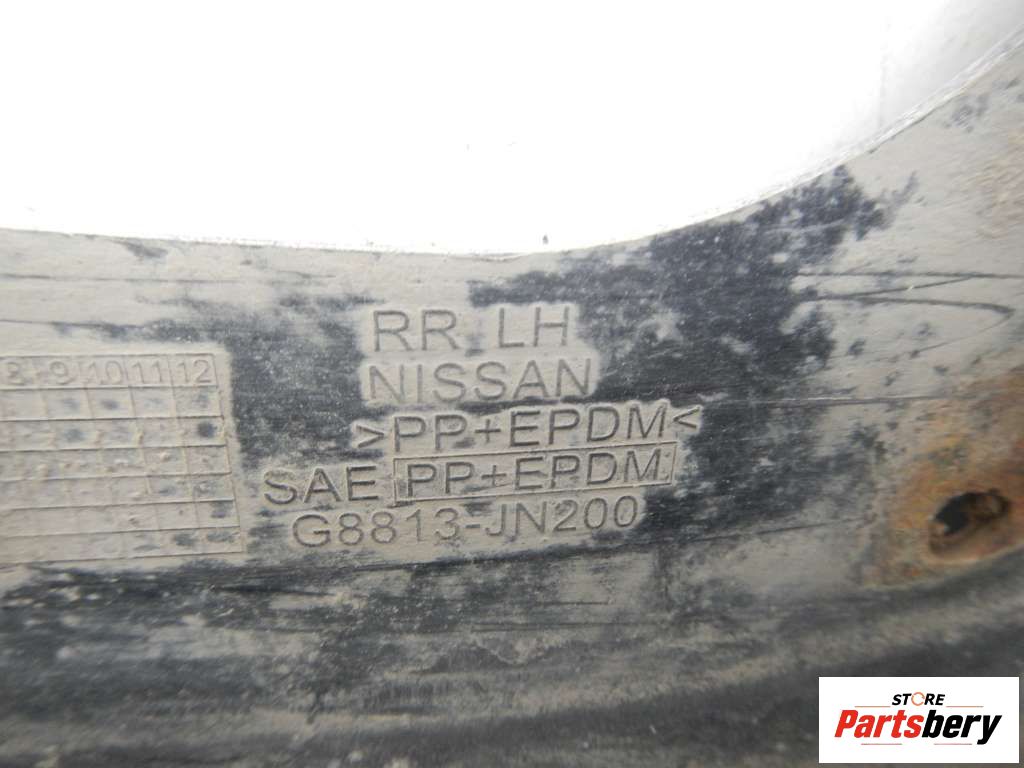 RR LH
NISSAN
8 9 10 11 12
>PP+EPDM<
SAE PP+EPDM
G8813-JN200
STORE
Partsbery